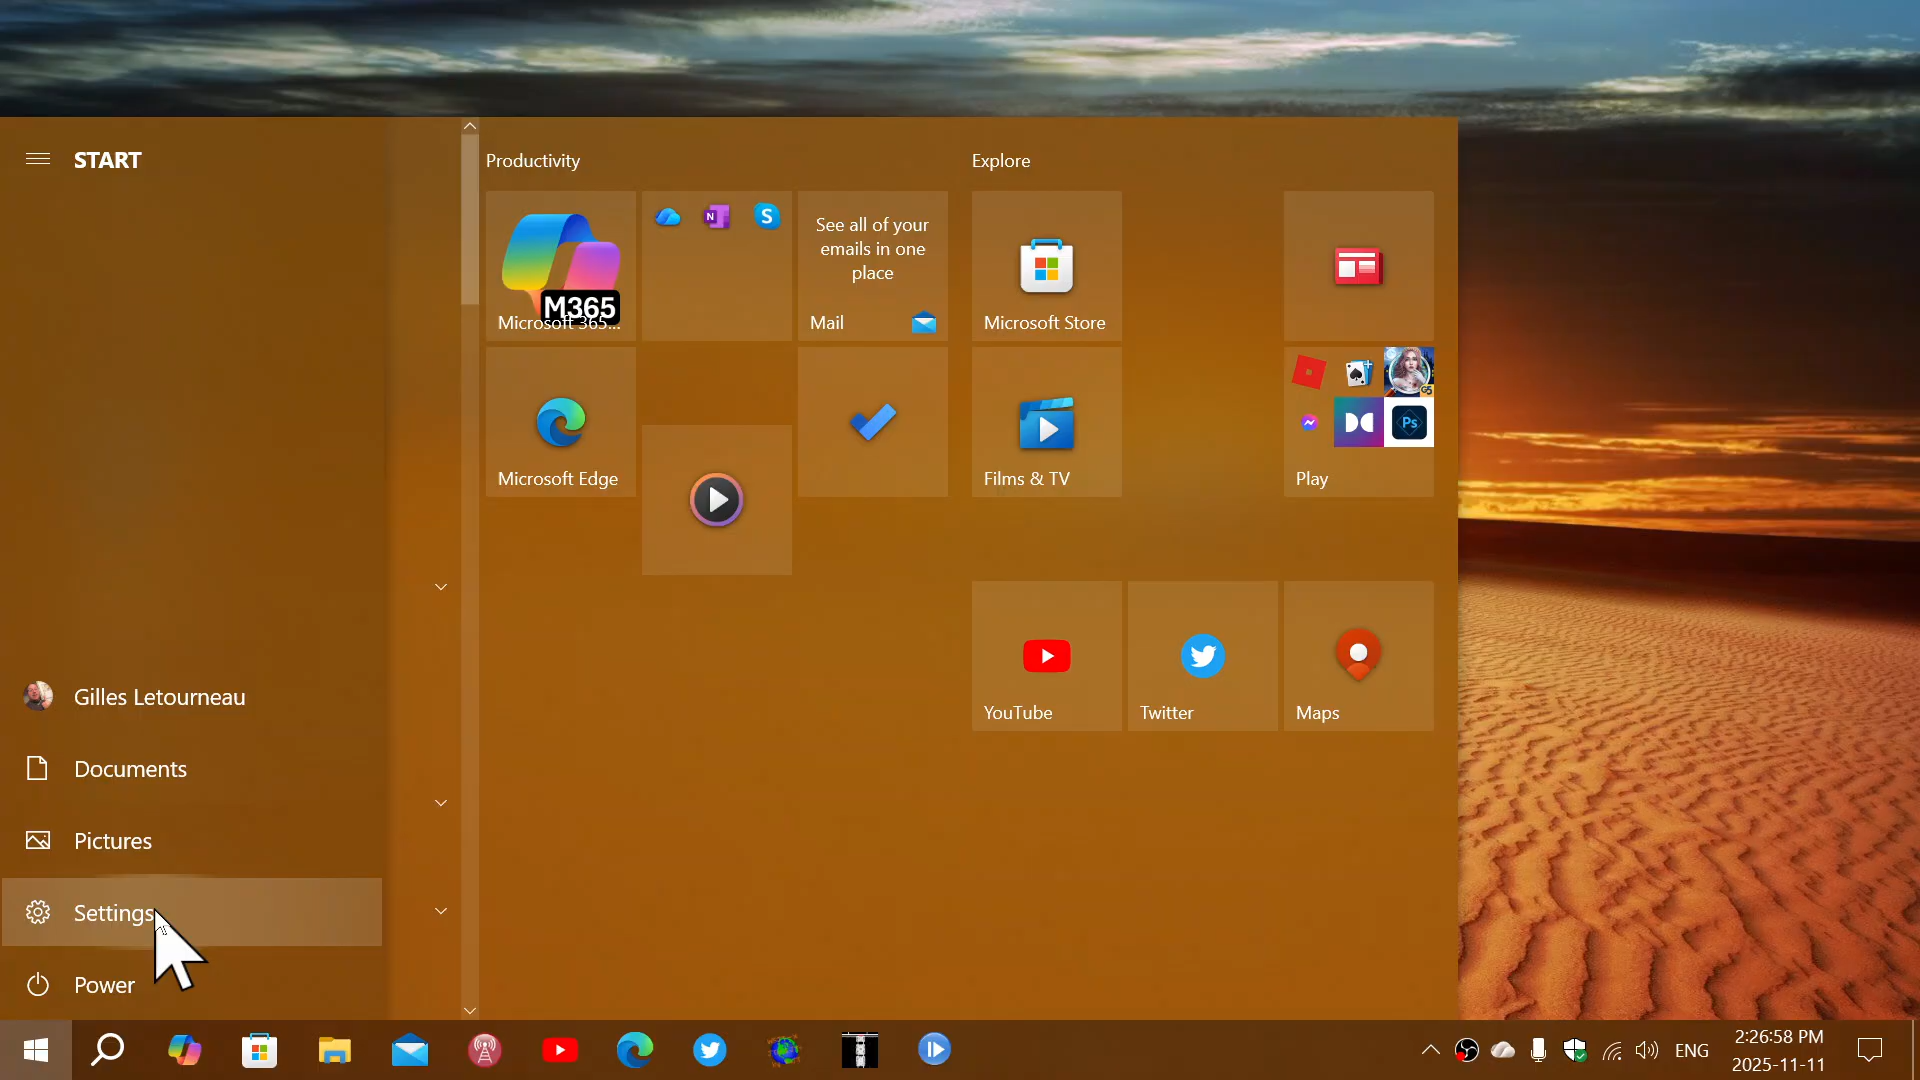 START
Productivity
Explore
M365
Microsoft 365...
N
S
See all of your
emails in one
place
Mail
Microsoft Store
Microsoft Edge
Films & TV
G5
Ps
Play
Gilles Letourneau
Documents
Pictures
Settings
Power
YouTube
Twitter
Maps
ENG
2:26:58 PM
2025-11-11